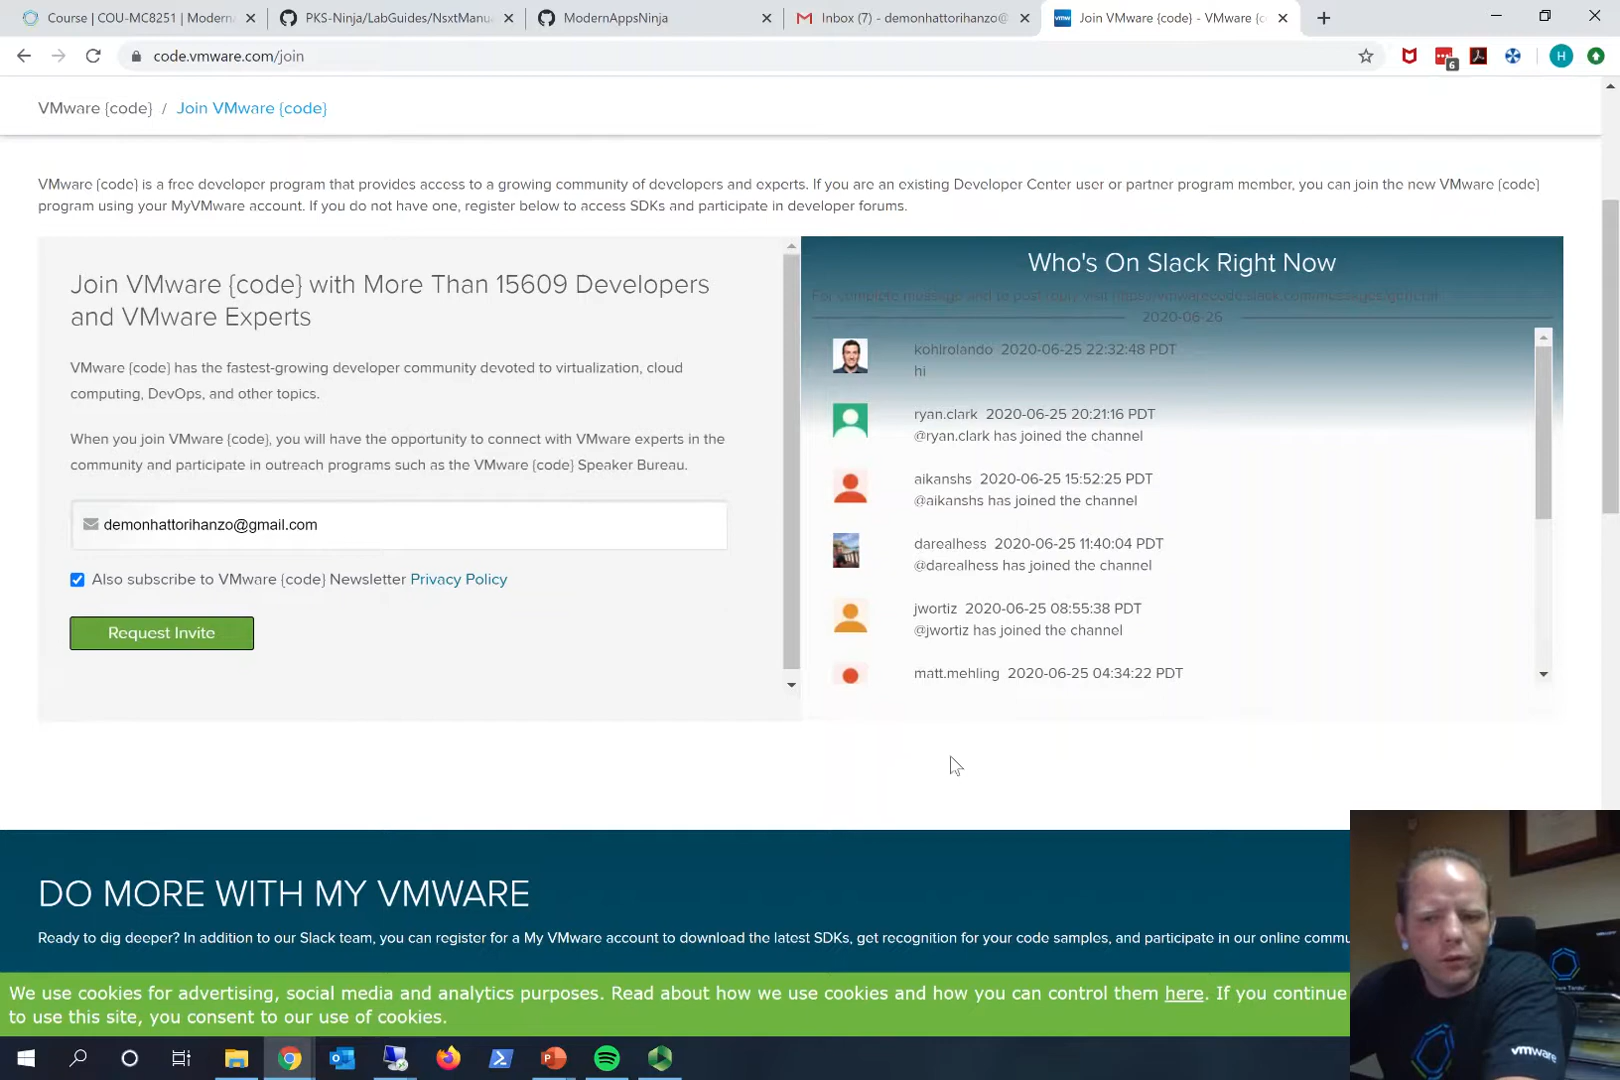 Course | COU-MC8251 | Modern
PKS-Ninja/LabGuides/NsxtManu
ModernAppsNinja
Inbox (7) - demonhattorihanzo@
Join VMware {code} - VMware {c
code.vmware.com/join
6
H
VMware {code} / Join VMware {code}
VMware {code} is a free developer program that provides access to a growing community of developers and experts. If you are an existing Developer Center user or partner program member, you can join the new VMware {code}
program using your MyVMware account. If you do not have one, register below to access SDKs and participate in developer forums.
Join VMware {code} with More Than 15609 Developers
and VMware Experts
VMware {code} has the fastest-growing developer community devoted to virtualization, cloud
computing, DevOps, and other topics.
When you join VMware {code}, you will have the opportunity to connect with VMware experts in the
community and participate in outreach programs such as the VMware {code} Speaker Bureau.
demonhattorihanzo@gmail.com
Also subscribe to VMware {code} Newsletter Privacy Policy
Request Invite
Who's On Slack Right Now
For complete message and to post reply visit https://vmwarecode.slack.com/messages/general
2020-06-26
kohlrolando 2020-06-25 22:32:48 PDT
hi
ryan.clark 2020-06-25 20:21:16 PDT
@ryan.clark has joined the channel
aikanshs 2020-06-25 15:52:25 PDT
@aikanshs has joined the channel
darealhess 2020-06-25 11:40:04 PDT
@darealhess has joined the channel
jwortiz 2020-06-25 08:55:38 PDT
@jwortiz has joined the channel
matt.mehling 2020-06-25 04:34:22 PDT
DO MORE WITH MY VMWARE
Ready to dig deeper? In addition to our Slack team, you can register for a My VMware account to download the latest SDKs, get recognition for your code samples, and participate in our online commu
We use cookies for advertising, social media and analytics purposes. Read about how we use cookies and how you can control them here. If you continue
to use this site, you consent to our use of cookies.
vmware